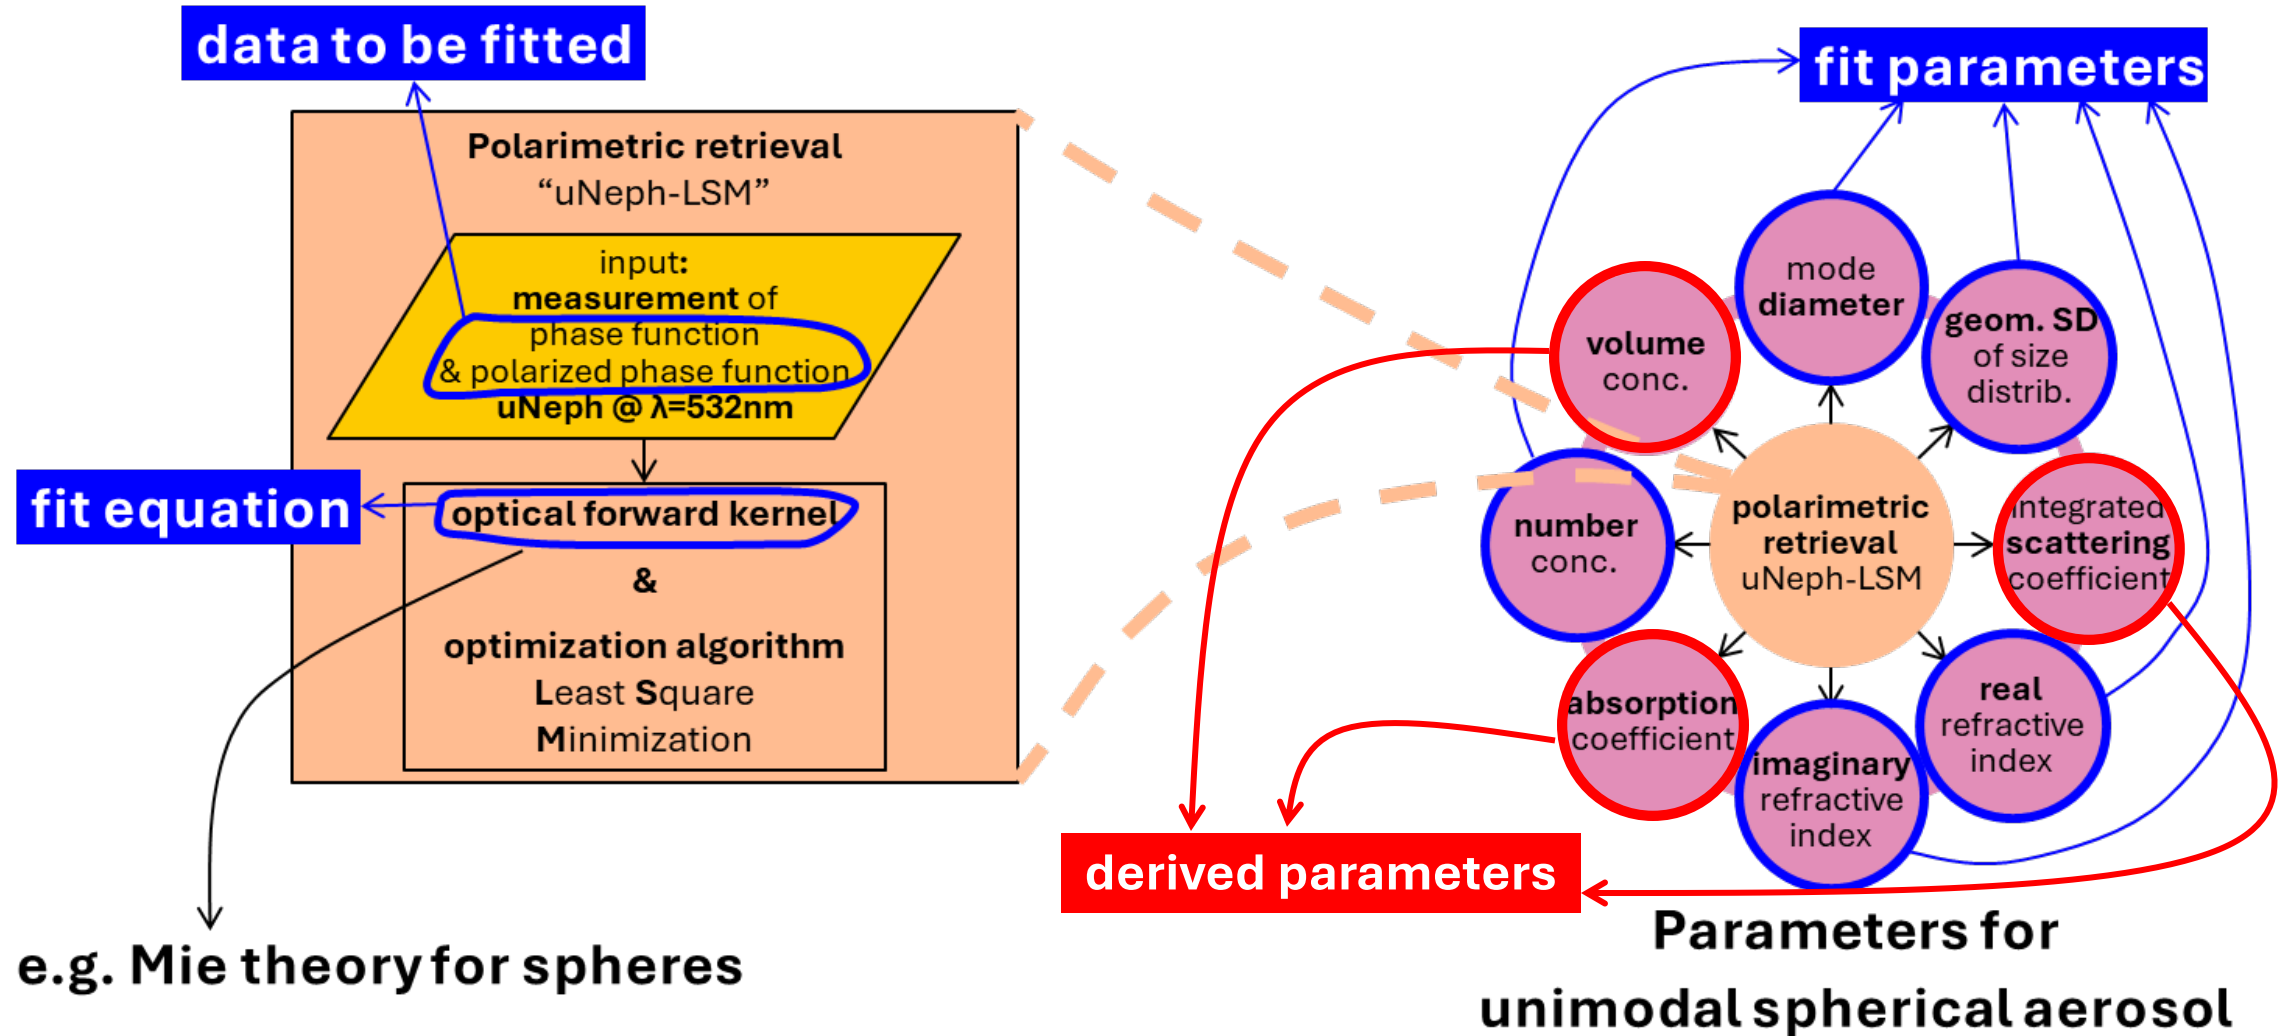 data to be fitted
Polarimetric retrieval
“uNeph-LSM”
input:
measurement of
phase function
& polarized phase function
uNeph @ λ=532nm
fit equation
optical forward kernel
&
optimization algorithm
Least Square
Minimization
e.g. Mie theory for spheres
fit parameters
mode
diameter
geom. SD
of size
distrib.
volume
conc.
number
conc.
polarimetric
retrieval
uNeph-LSM
integrated
scattering
coefficient
absorption
coefficient
imaginary
refractive
index
real
refractive
index
derived parameters
Parameters for
unimodal spherical aerosol